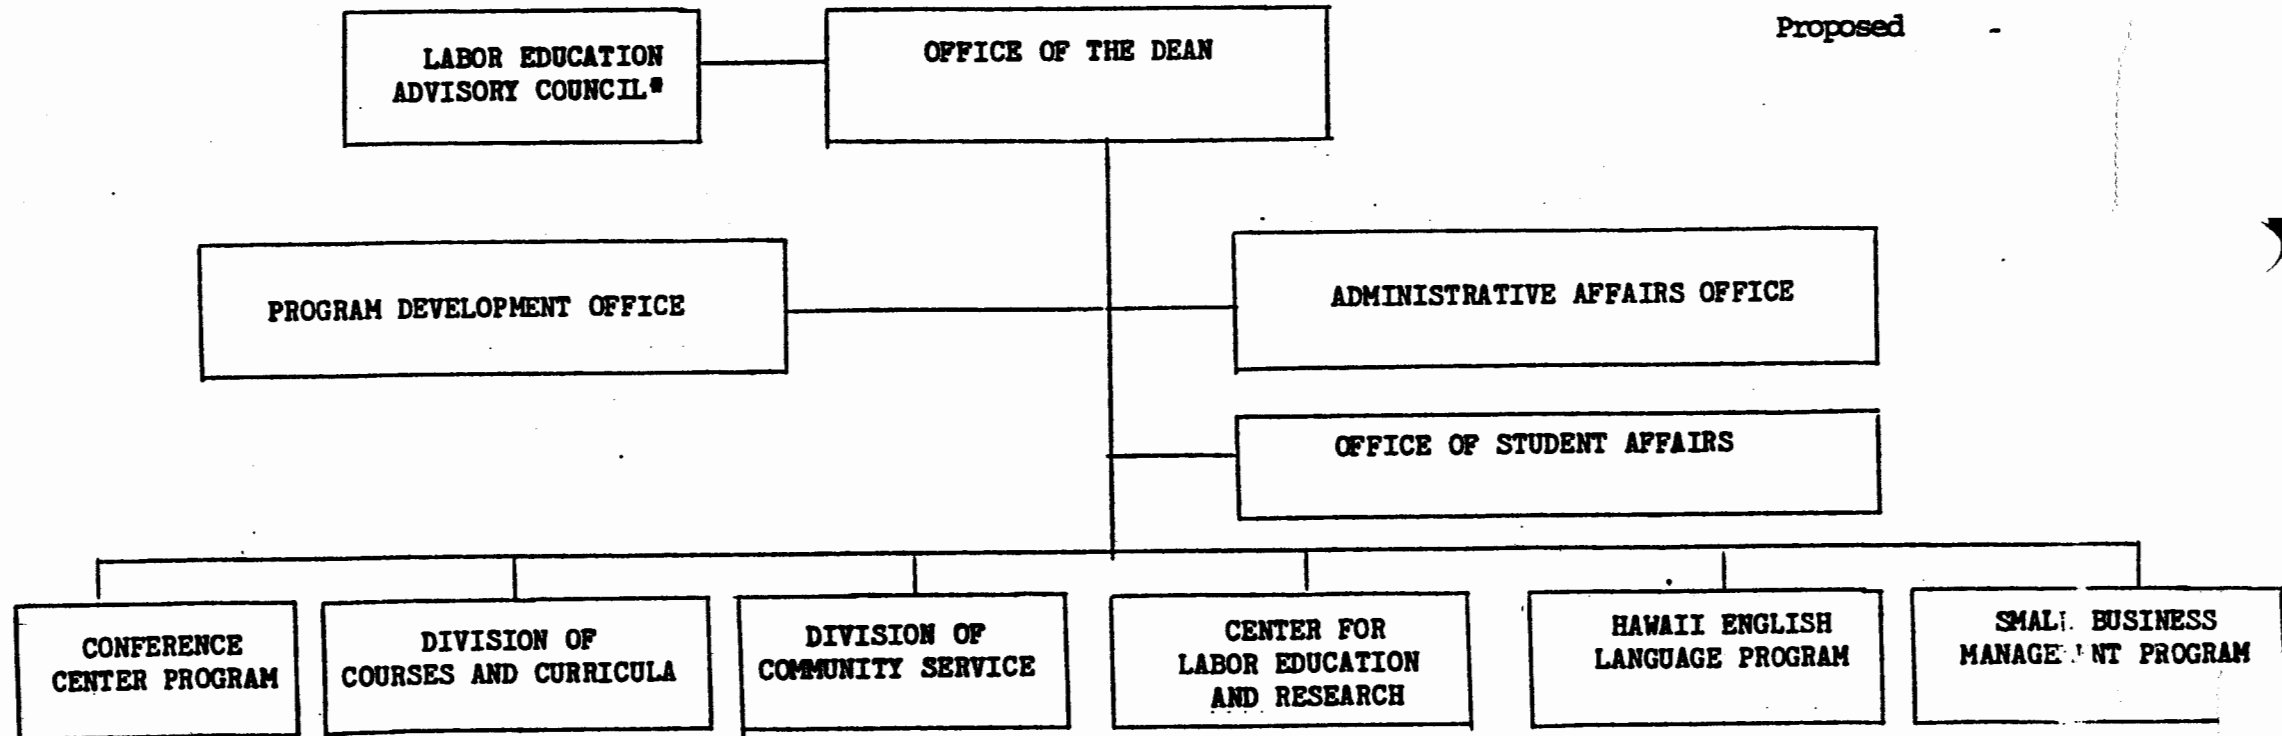 Proposed -
LABOR EDUCATION
ADVISORY COUNCIL*
OFFICE OF THE DEAN
PROGRAM DEVELOPMENT OFFICE
ADMINISTRATIVE AFFAIRS OFFICE
OFFICE OF STUDENT AFFAIRS
CONFERENCE
CENTER PROGRAM
DIVISION OF
COURSES AND CURRICULA
DIVISION OF
COMMUNITY SERVICE
CENTER FOR
LABOR EDUCATION
AND RESEARCH
HAWAII ENGLISH
LANGUAGE PROGRAM
SMALL BUSINESS
MANAGEMENT PROGRAM